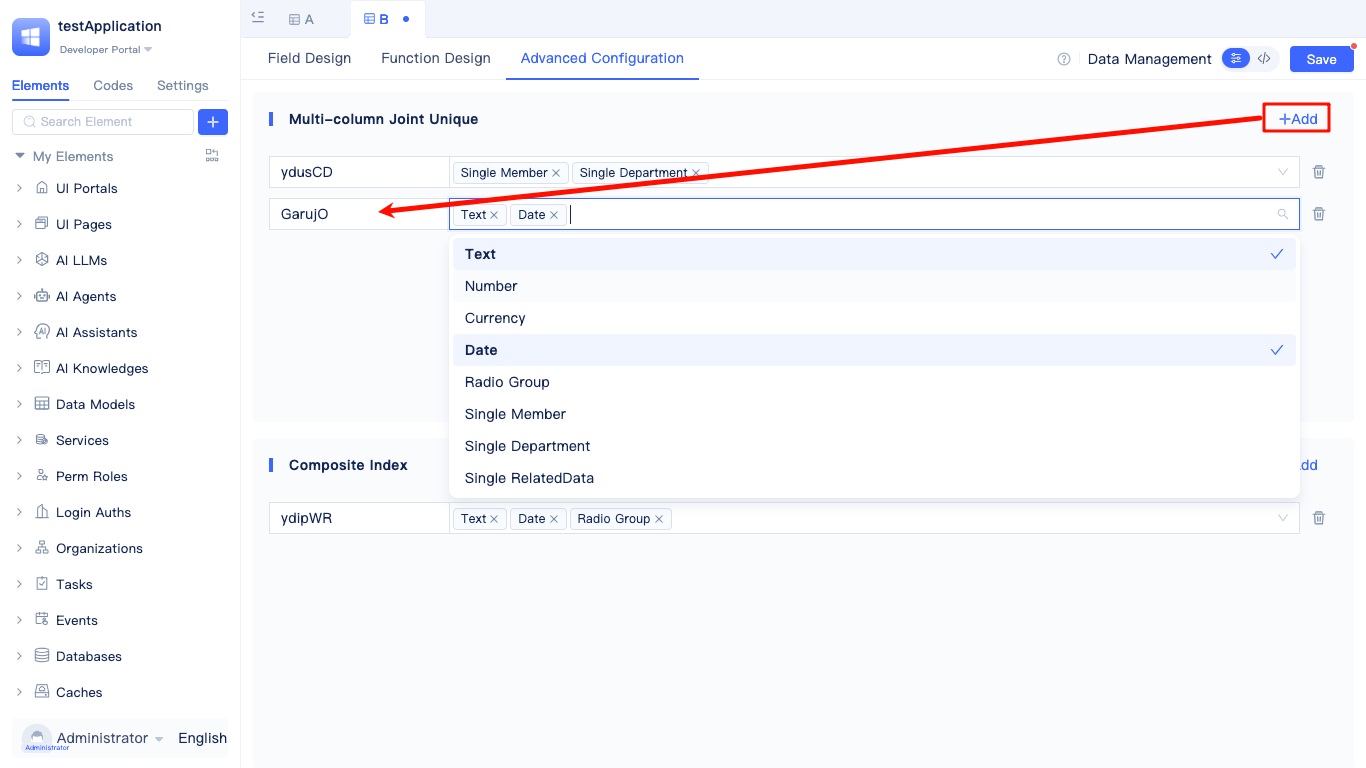 testApplication
Developer Portal
Elements Codes Settings
Search Element
My Elements
UI Portals
UI Pages
AI LLMs
AI Agents
AI Assistants
AI Knowledges
Data Models
Services
Perm Roles
Login Auths
Organizations
Tasks
Events
Databases
Caches
Administrator
Administrator English
A B
Field Design Function Design Advanced Configuration
Data Management Save
Multi-column Joint Unique +Add
ydusCD Single Member Single Department
GarujO Text Date
Text
Number
Currency
Date
Radio Group
Single Member
Single Department
Single RelatedData
Composite Index dd
ydipWR Text Date Radio Group